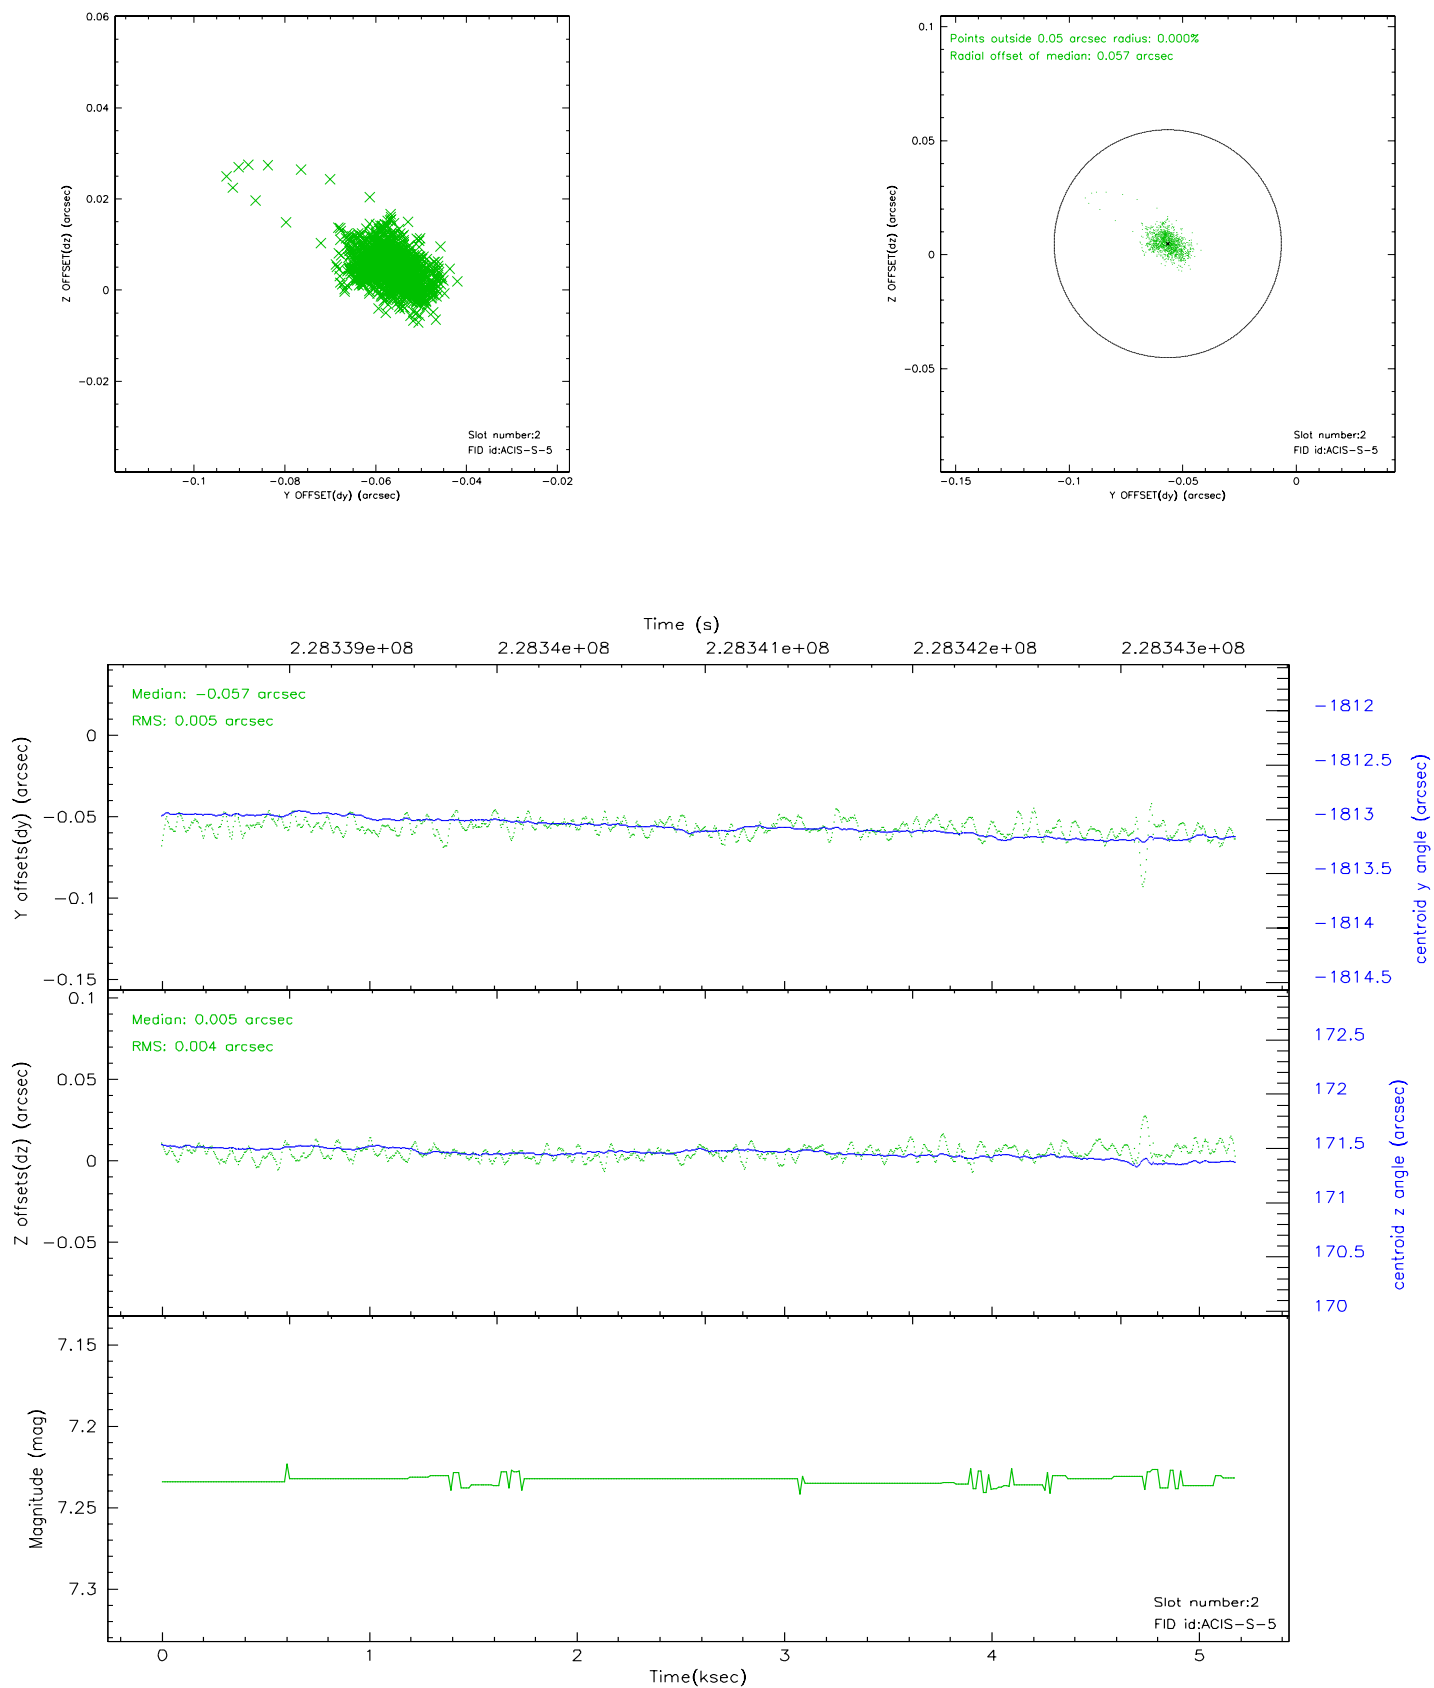 0.06
0.04
0.02
0
−0.02
Z OFFSET(dz) (arcsec)
Slot number:2
FID id:ACIS−S−5
−0.1
−0.08
−0.06
−0.04
−0.02
Y OFFSET(dy) (arcsec)
0.1
0.05
0
−0.05
Z OFFSET(dz) (arcsec)
Points outside 0.05 arcsec radius: 0.000%
Radial offset of median: 0.057 arcsec
Slot number:2
FID id:ACIS−S−5
−0.15
−0.1
−0.05
0
Y OFFSET(dy) (arcsec)
Time (s)
2.28339e+08
2.2834e+08
2.28341e+08
2.28342e+08
2.28343e+08
Median: −0.057 arcsec
RMS: 0.005 arcsec
0
−0.05
−0.1
−0.15
Y offsets(dy) (arcsec)
−1812
−1812.5
−1813
−1813.5
−1814
−1814.5
centroid y angle (arcsec)
Median: 0.005 arcsec
RMS: 0.004 arcsec
0.1
0.05
0
−0.05
Z offsets(dz) (arcsec)
172.5
172
171.5
171
170.5
170
centroid z angle (arcsec)
7.15
7.2
7.25
7.3
Magnitude (mag)
Slot number:2
FID id:ACIS−S−5
0
1
2
3
4
5
Time(ksec)